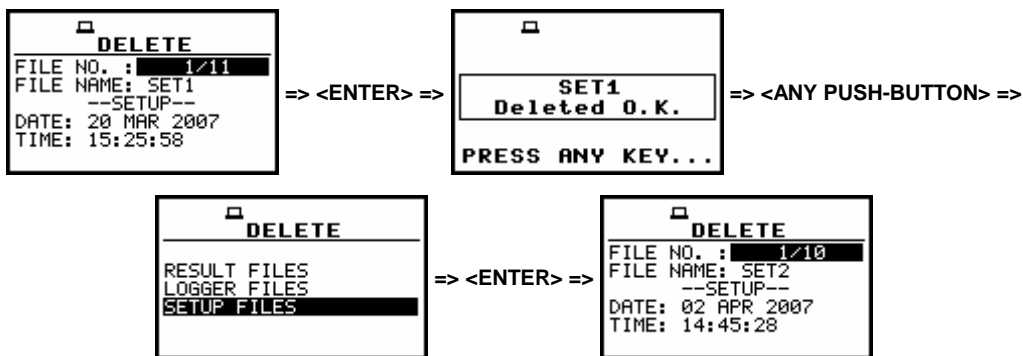 DELETE
FILE NO. : 1/11
FILE NAME: SET1
--SETUP--
DATE: 20 MAR 2007
TIME: 15:25:58
=> <ENTER> =>
SET1
Deleted O.K.
PRESS ANY KEY...
=> <ANY PUSH-BUTTON> =>
DELETE
RESULT FILES
LOGGER FILES
SETUP FILES
=> <ENTER> =>
DELETE
FILE NO. : 1/10
FILE NAME: SET2
--SETUP--
DATE: 02 APR 2007
TIME: 14:45:28